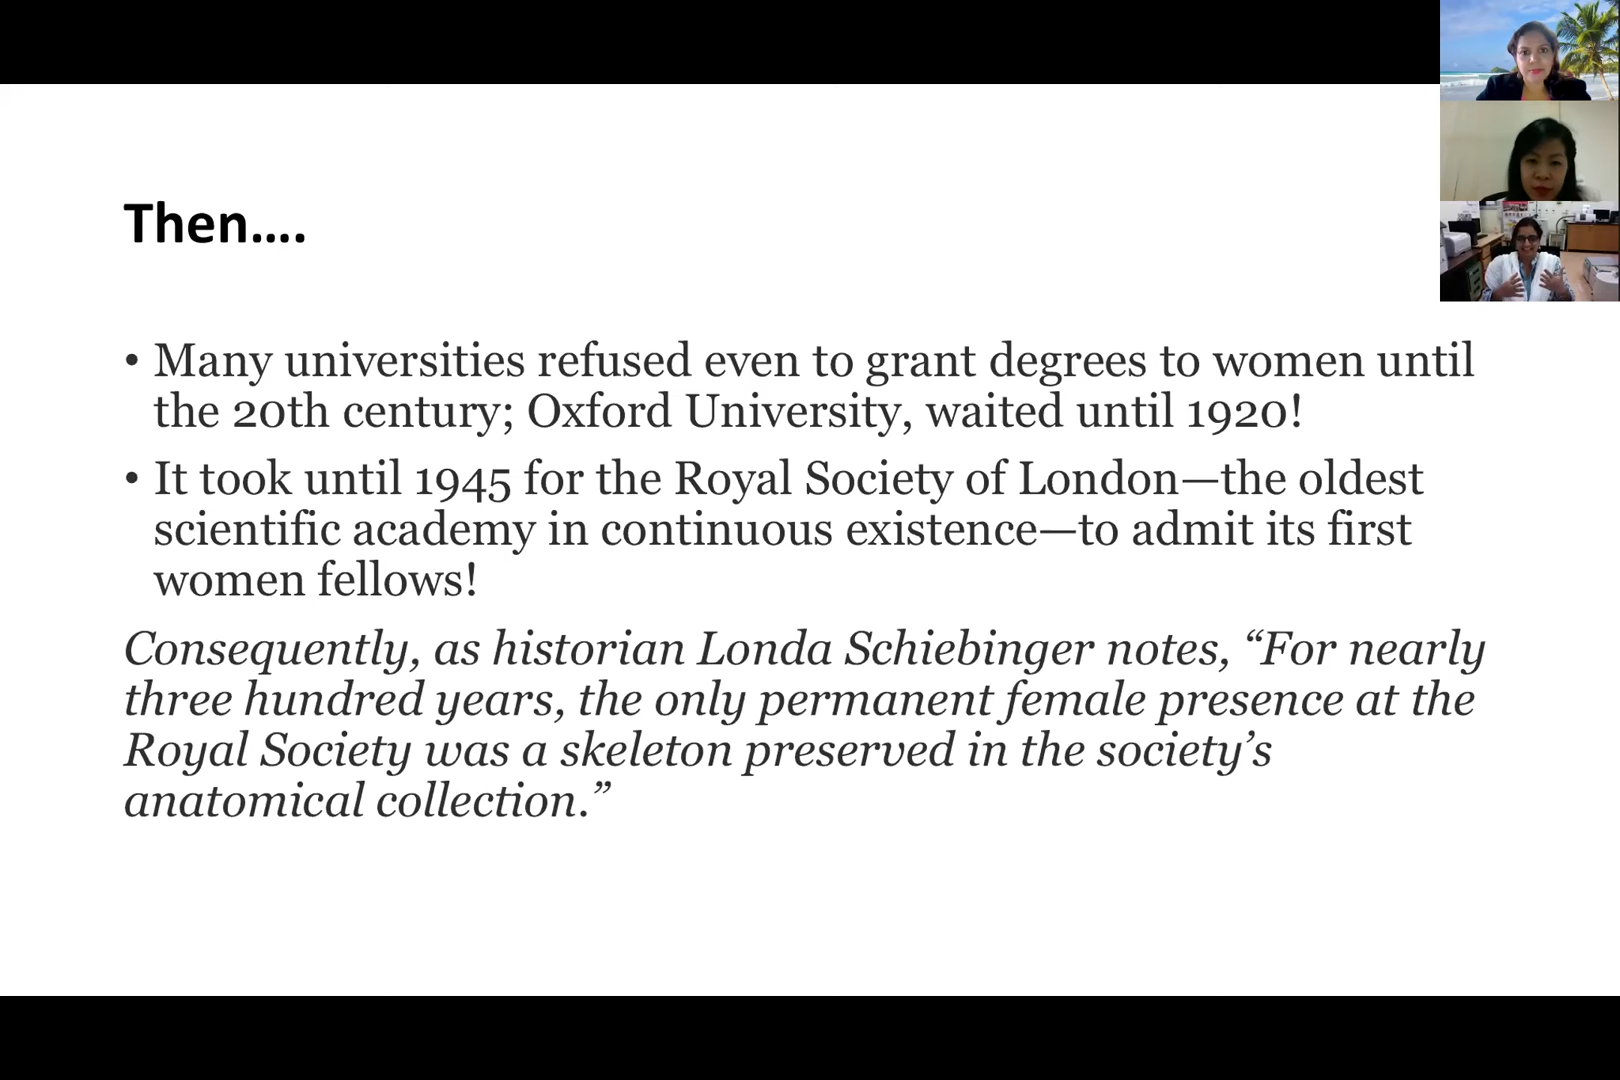 Then….
• Many universities refused even to grant degrees to women until
the 20th century; Oxford University, waited until 1920!
• It took until 1945 for the Royal Society of London—the oldest
scientific academy in continuous existence—to admit its first
women fellows!
Consequently, as historian Londa Schiebinger notes, “For nearly
three hundred years, the only permanent female presence at the
Royal Society was a skeleton preserved in the society’s
anatomical collection.”